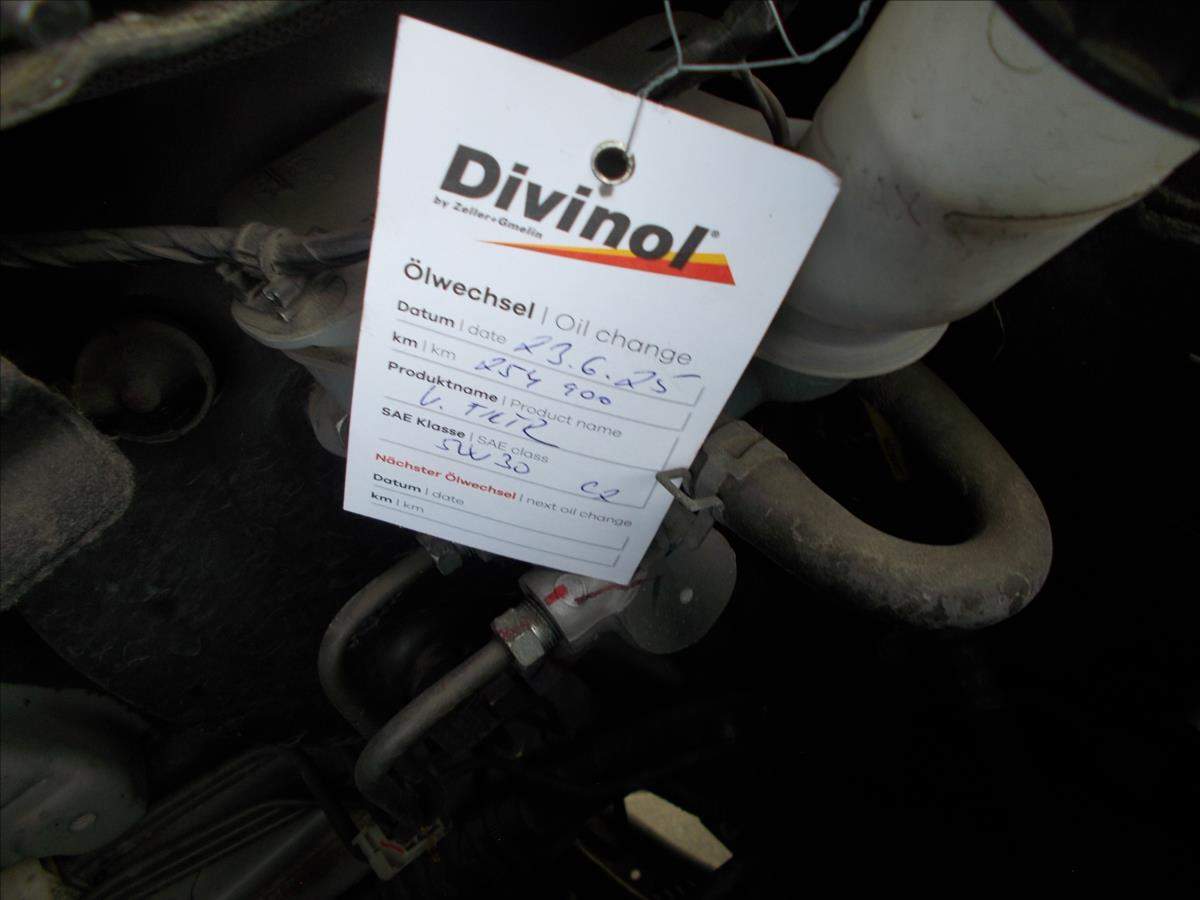 Divinol®
by Zeller+Gmelin
Ölwechsel | Oil change
Datum | date 23.6.25
km | km 254 900
Produktname | Product name
SAE Klasse | SAE class
5W30 C2
Nächster Ölwechsel | next oil change
Datum | date
km | km